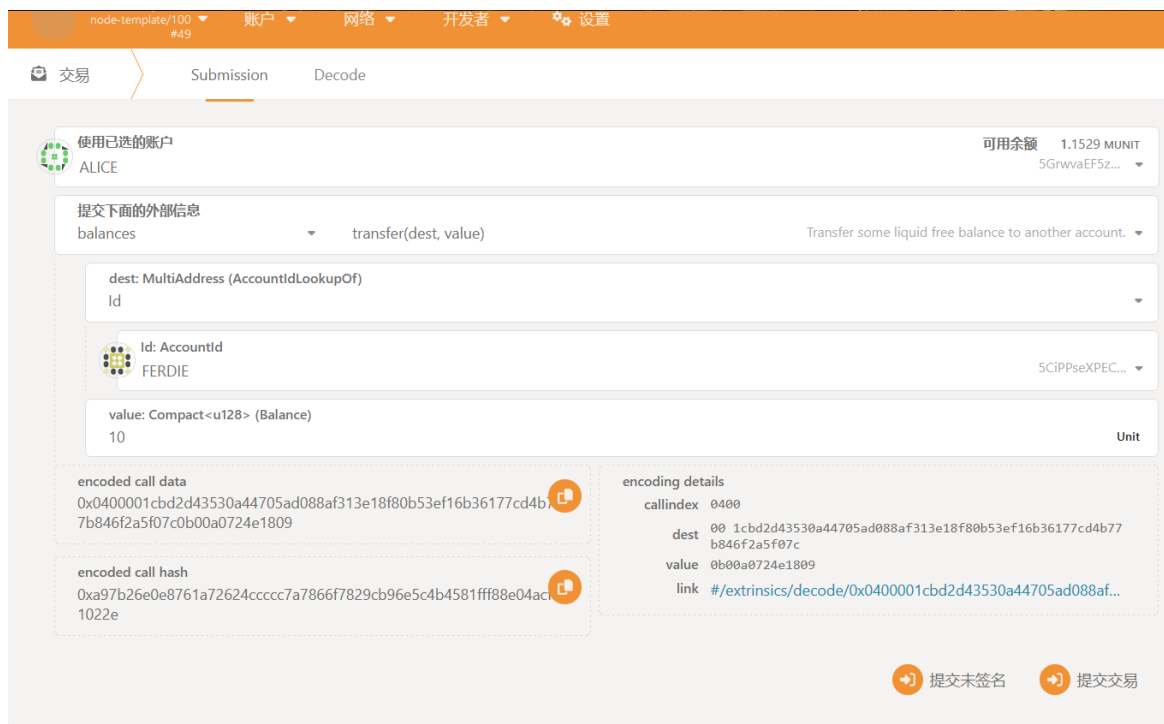 node-template/100
#49
账户
网络
开发者
设置
交易
Submission
Decode
使用已选的账户
ALICE
可用余额 1.1529 MUNIT
5GrwvaEF5z...
提交下面的外部信息
balances
transfer(dest, value)
Transfer some liquid free balance to another account.
dest: MultiAddress (AccountIdLookupOf)
Id
Id: AccountId
FERDIE
5CiPPseXPEC...
value: Compact<u128> (Balance)
10
Unit
encoded call data
0x0400001cbd2d43530a44705ad088af313e18f80b53ef16b36177cd4b7
7b846f2a5f07c0b00a0724e1809
encoded call hash
0xa97b26e0e8761a72624ccccc7a7866f7829cb96e5c4b4581fff88e04ac
1022e
encoding details
callindex 0400
dest 00 1cbd2d43530a44705ad088af313e18f80b53ef16b36177cd4b77
b846f2a5f07c
value 0b00a0724e1809
link #/extrinsics/decode/0x0400001cbd2d43530a44705ad088af...
提交未签名
提交交易